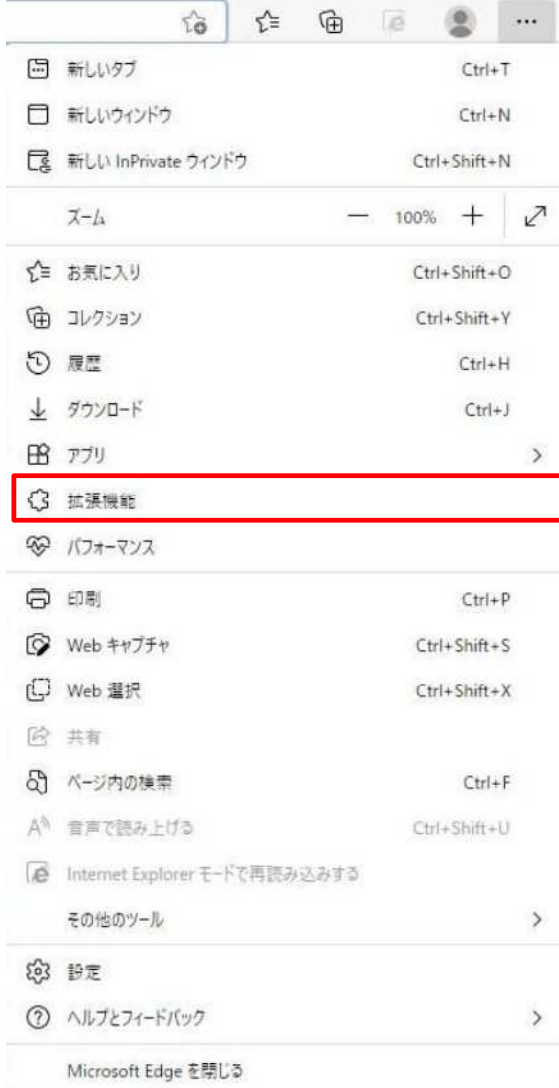 新しいタブ Ctrl+T
新しいウィンドウ Ctrl+N
新しい InPrivate ウィンドウ Ctrl+Shift+N
ズーム 100%
お気に入り Ctrl+Shift+O
コレクション Ctrl+Shift+Y
履歴 Ctrl+H
ダウンロード Ctrl+J
アプリ
拡張機能
パフォーマンス
印刷 Ctrl+P
Web キャプチャ Ctrl+Shift+S
Web 選択 Ctrl+Shift+X
共有
ページ内の検索 Ctrl+F
音声で読み上げる Ctrl+Shift+U
Internet Explorer モードで再読み込みする
その他のツール
設定
ヘルプとフィードバック
Microsoft Edge を閉じる